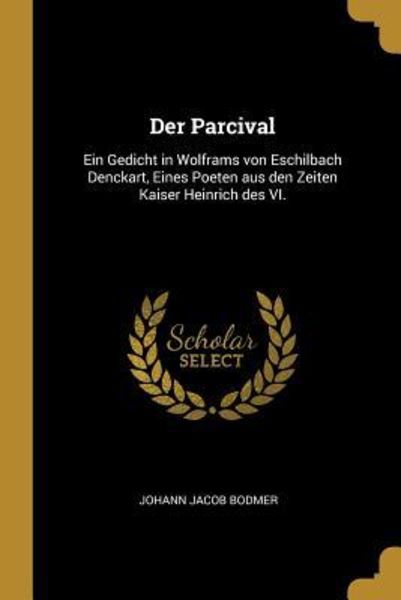 Der Parcival
Ein Gedicht in Wolframs von Eschilbach
Denckart, Eines Poeten aus den Zeiten
Kaiser Heinrich des VI.
Scholar
SELECT
JOHANN JACOB BODMER